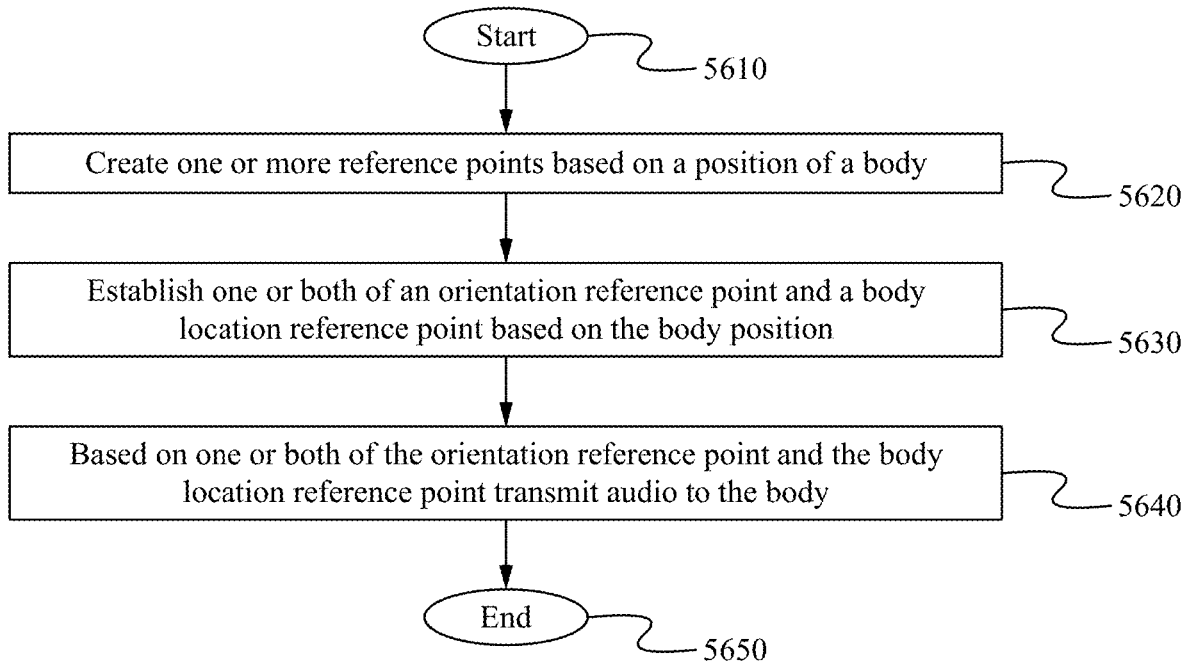 Start
5610
Create one or more reference points based on a position of a body
5620
Establish one or both of an orientation reference point and a body
location reference point based on the body position
5630
Based on one or both of the orientation reference point and the body
location reference point transmit audio to the body
5640
End
5650